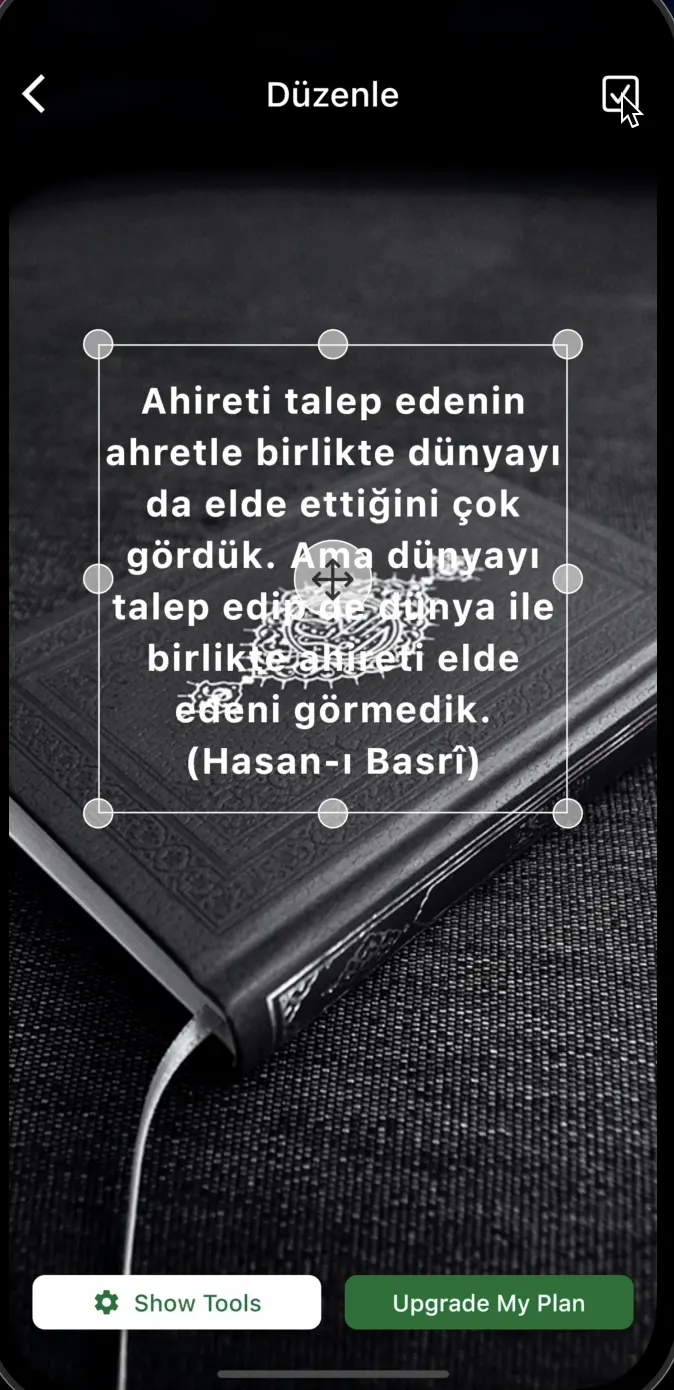 Düzenle
Ahireti talep edenin
ahretle birlikte dünyayı
da elde ettiğini çok
gördük. Ama dünyayı
talep edip de dünya ile
birlikte ahireti elde
edeni görmedik.
(Hasan-ı Basrî)
Show Tools
Upgrade My Plan